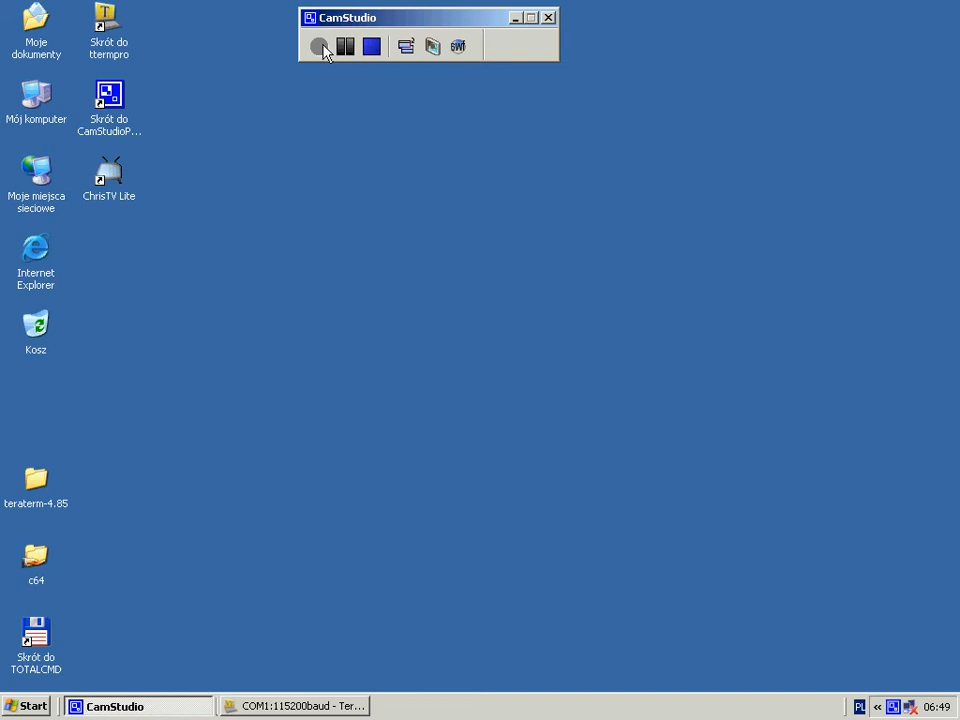 CamStudio
Moje
dokumenty
Skrót do
ttermpro
Mój komputer
Skrót do
CamStudioP...
Moje miejsca
sieciowe
ChrisTV Lite
Internet
Explorer
Kosz
teraterm-4.85
c64
Skrót do
TOTALCMD
SWF
Start
CamStudio
COM1:115200baud - Ter...
PL
«
06:49